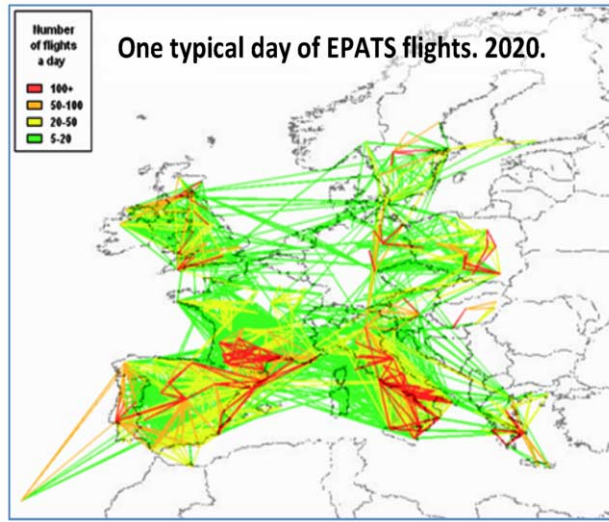 Number
of flights
a day
100+
50-100
20-50
5-20
One typical day of EPATS flights. 2020.